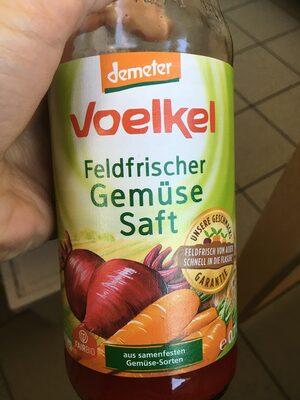 demeter
Voelkel
Feldfrischer
Gemüse
Saft
UNSERE GESCHMACKS
FELDFRISCH VOM ACKER
SCHNELL IN DIE FLASCHE
GARANTIE
FAIRBIO
aus samenfesten
Gemüse-Sorten
e